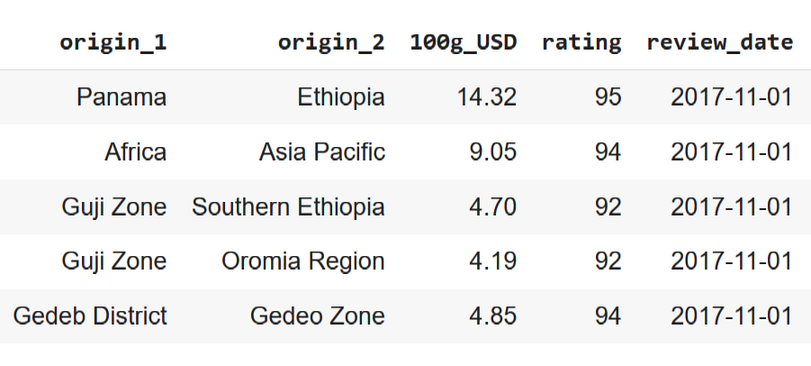 origin_1 origin_2 100g_USD rating review_date
Panama Ethiopia 14.32 95 2017-11-01
Africa Asia Pacific 9.05 94 2017-11-01
Guji Zone Southern Ethiopia 4.70 92 2017-11-01
Guji Zone Oromia Region 4.19 92 2017-11-01
Gedeb District Gedeo Zone 4.85 94 2017-11-01